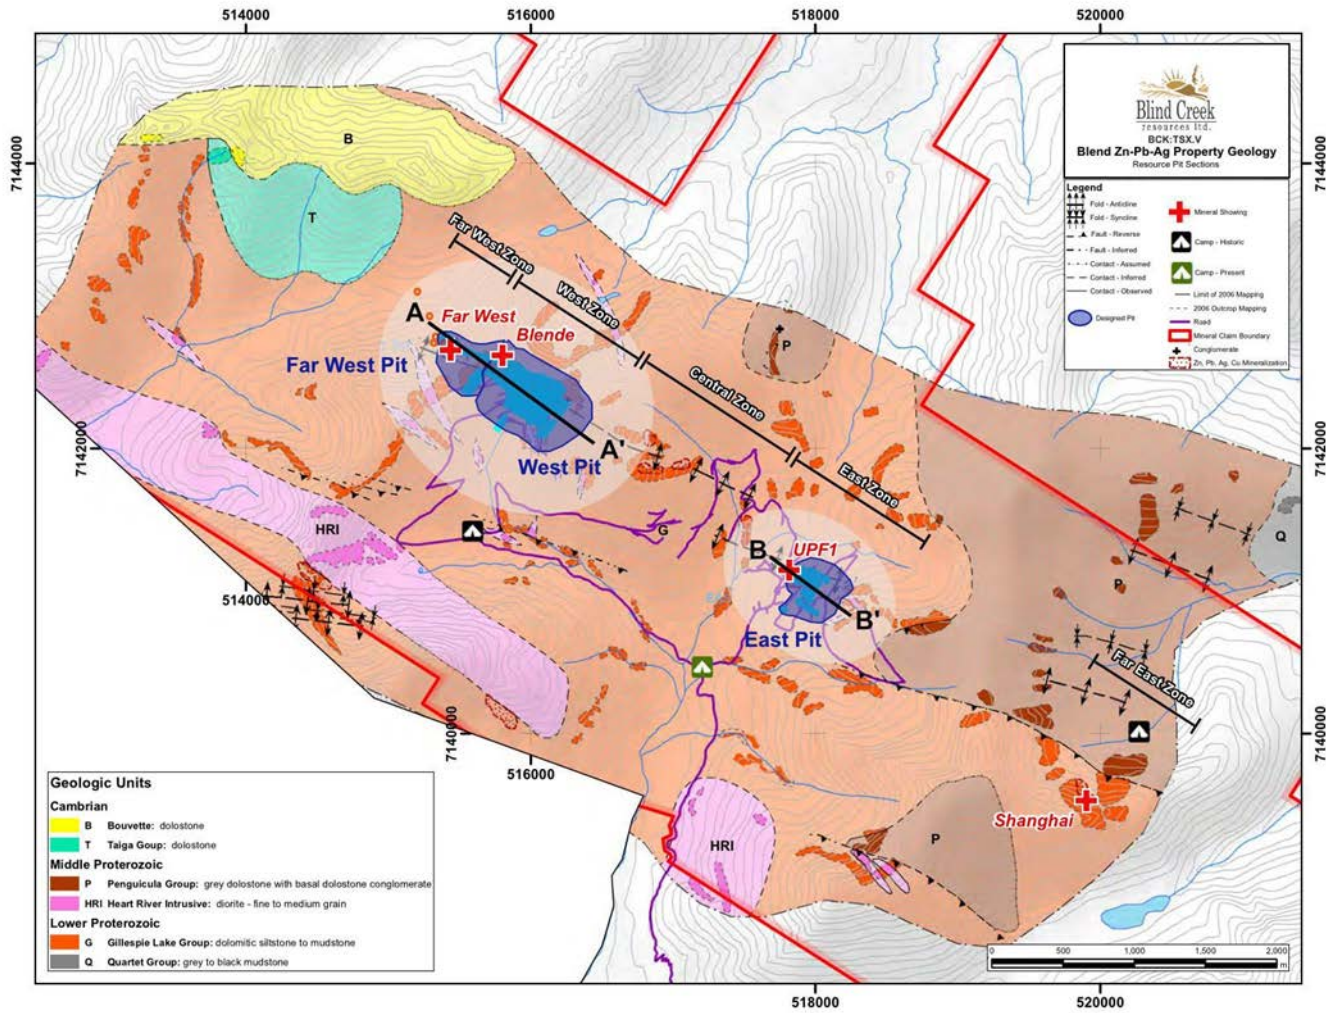 514000
516000
518000
520000
7144000
7144000
Blind Creek
resources ltd.
BCK:TSX.V
Blend Zn-Pb-Ag Property Geology
Resource Pit Sections
Legend
Fold - Anticline
Fold - Syncline
Fault - Reverse
Fault - Inferred
Contact - Assumed
Contact - Inferred
Contact - Observed
Designed Pit
Mineral Showing
Camp - Historic
Camp - Present
Limit of 2006 Mapping
2006 Outcrop Mapping
Road
Mineral Claim Boundary
Conglomerate
Zn, Pb, Ag, Cu Mineralization
B
T
Far West Zone
West Zone
Central Zone
East Zone
Far East Zone
A
Far West
Blende
Far West Pit
A'
West Pit
P
7142000
7142000
HRI
G
Q
B
UPF1
P
514000
B'
East Pit
7140000
7140000
516000
Shanghai
HRI
P
Geologic Units
Cambrian
B Bouvette: dolostone
T Taiga Goup: dolostone
Middle Proterozoic
P Penguicula Group: grey dolostone with basal dolostone conglomerate
HRI Heart River Intrusive: diorite - fine to medium grain
Lower Proterozoic
G Gillespie Lake Group: dolomitic siltstone to mudstone
Q Quartet Group: grey to black mudstone
0 500 1,000 1,500 2,000
m
518000
520000